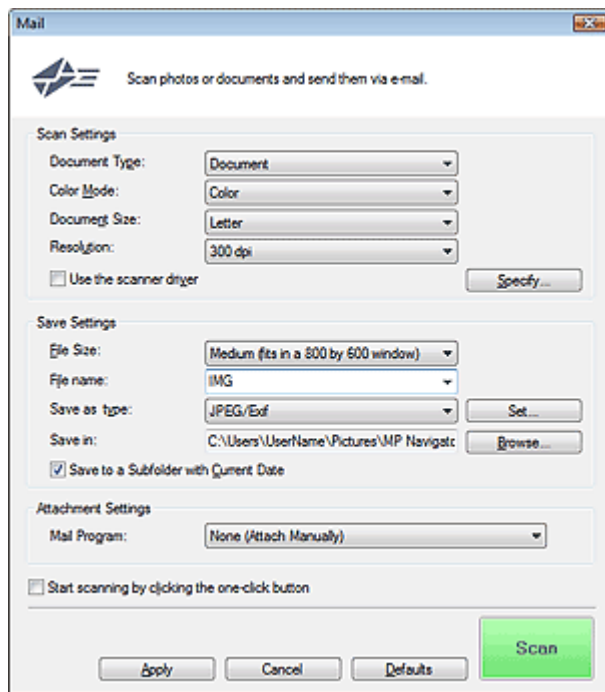 Mail
Scan photos or documents and send them via e-mail.
Scan Settings
Document Type: Document
Color Mode: Color
Document Size: Letter
Resolution: 300 dpi
Use the scanner driver Specify...
Save Settings
File Size: Medium (fits in a 800 by 600 window)
File name: IMG
Save as type: JPEG/Exif Set...
Save in: C:\Users\UserName\Pictures\MP Navigato Browse...
Save to a Subfolder with Current Date
Attachment Settings
Mail Program: None (Attach Manually)
Start scanning by clicking the one-click button
Scan
Apply Cancel Defaults